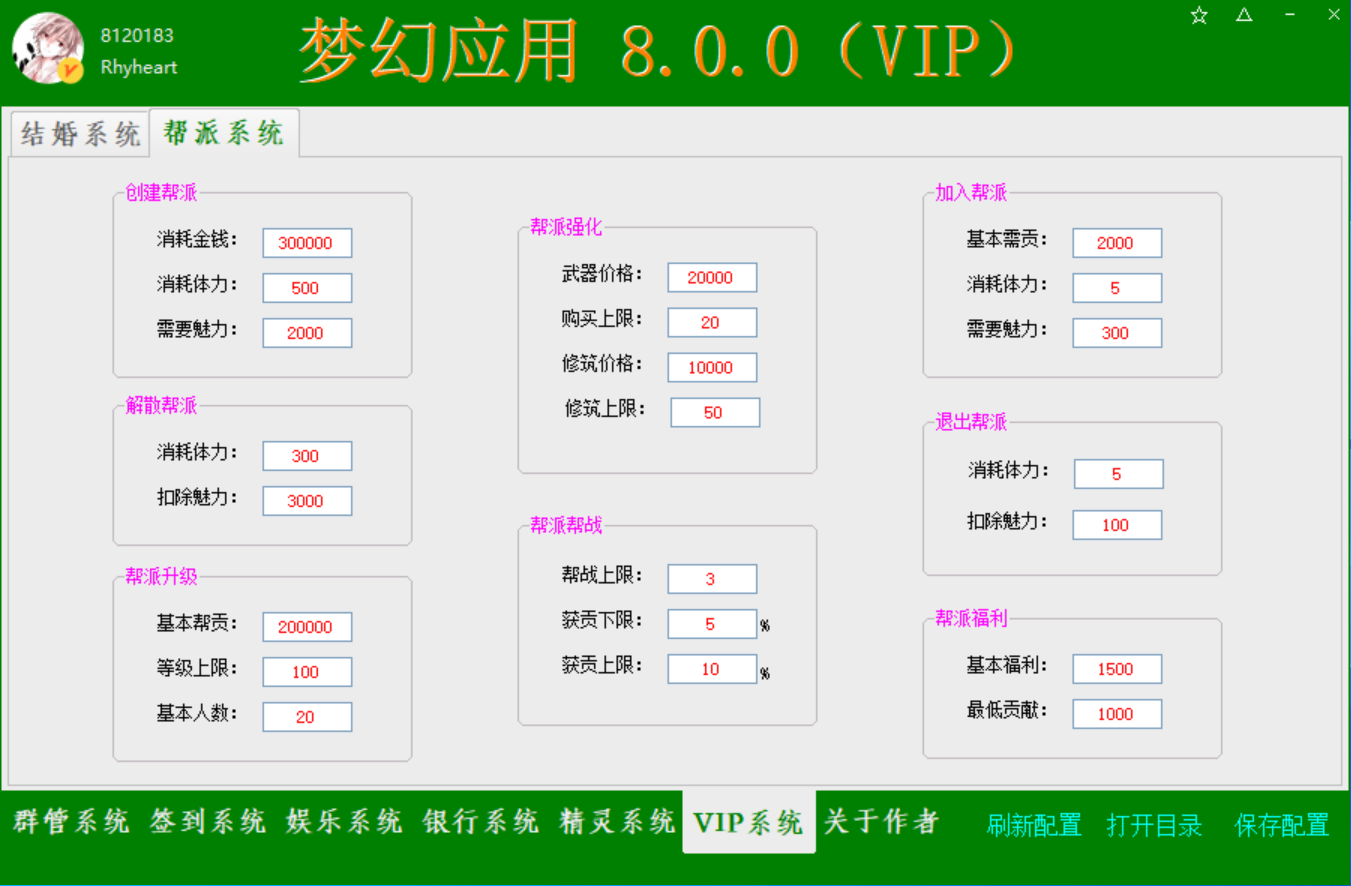 8120183
Rhyheart
梦幻应用 8.0.0（VIP）
结婚系统 帮派系统
创建帮派
消耗金钱： 300000
消耗体力： 500
需要魅力： 2000
解散帮派
消耗体力： 300
扣除魅力： 3000
帮派升级
基本帮贡： 200000
等级上限： 100
基本人数： 20
帮派强化
武器价格： 20000
购买上限： 20
修筑价格： 10000
修筑上限： 50
帮派帮战
帮战上限： 3
获贡下限： 5 %
获贡上限： 10 %
加入帮派
基本需贡： 2000
消耗体力： 5
需要魅力： 300
退出帮派
消耗体力： 5
扣除魅力： 100
帮派福利
基本福利： 1500
最低贡献： 1000
群管系统 签到系统 娱乐系统 银行系统 精灵系统 VIP系统 关于作者 刷新配置 打开目录 保存配置